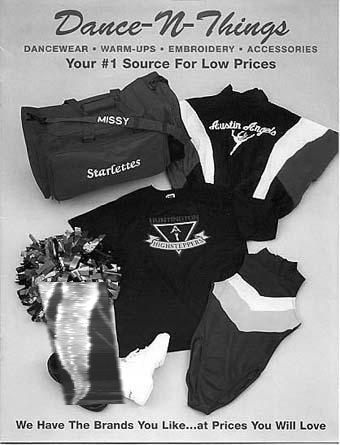 Dance-N-Things
DANCEWEAR • WARM-UPS • EMBROIDERY • ACCESSORIES
Your #1 Source For Low Prices
MISSY
Starlettes
Austin Angels
HUNTINGTON
A
HIGHSTEPPERS
We Have The Brands You Like...at Prices You Will Love